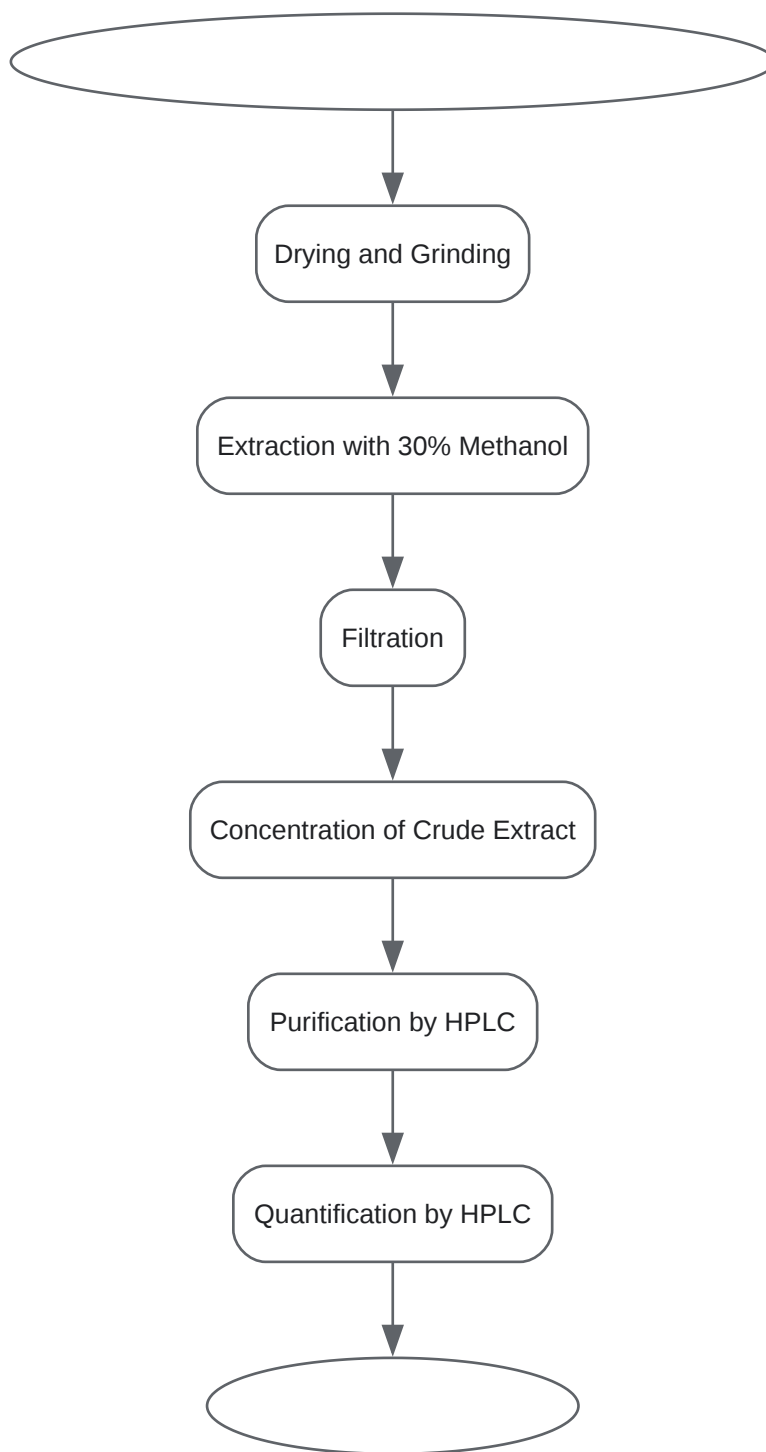 Drying and Grinding
Extraction with 30% Methanol
Filtration
Concentration of Crude Extract
Purification by HPLC
Quantification by HPLC